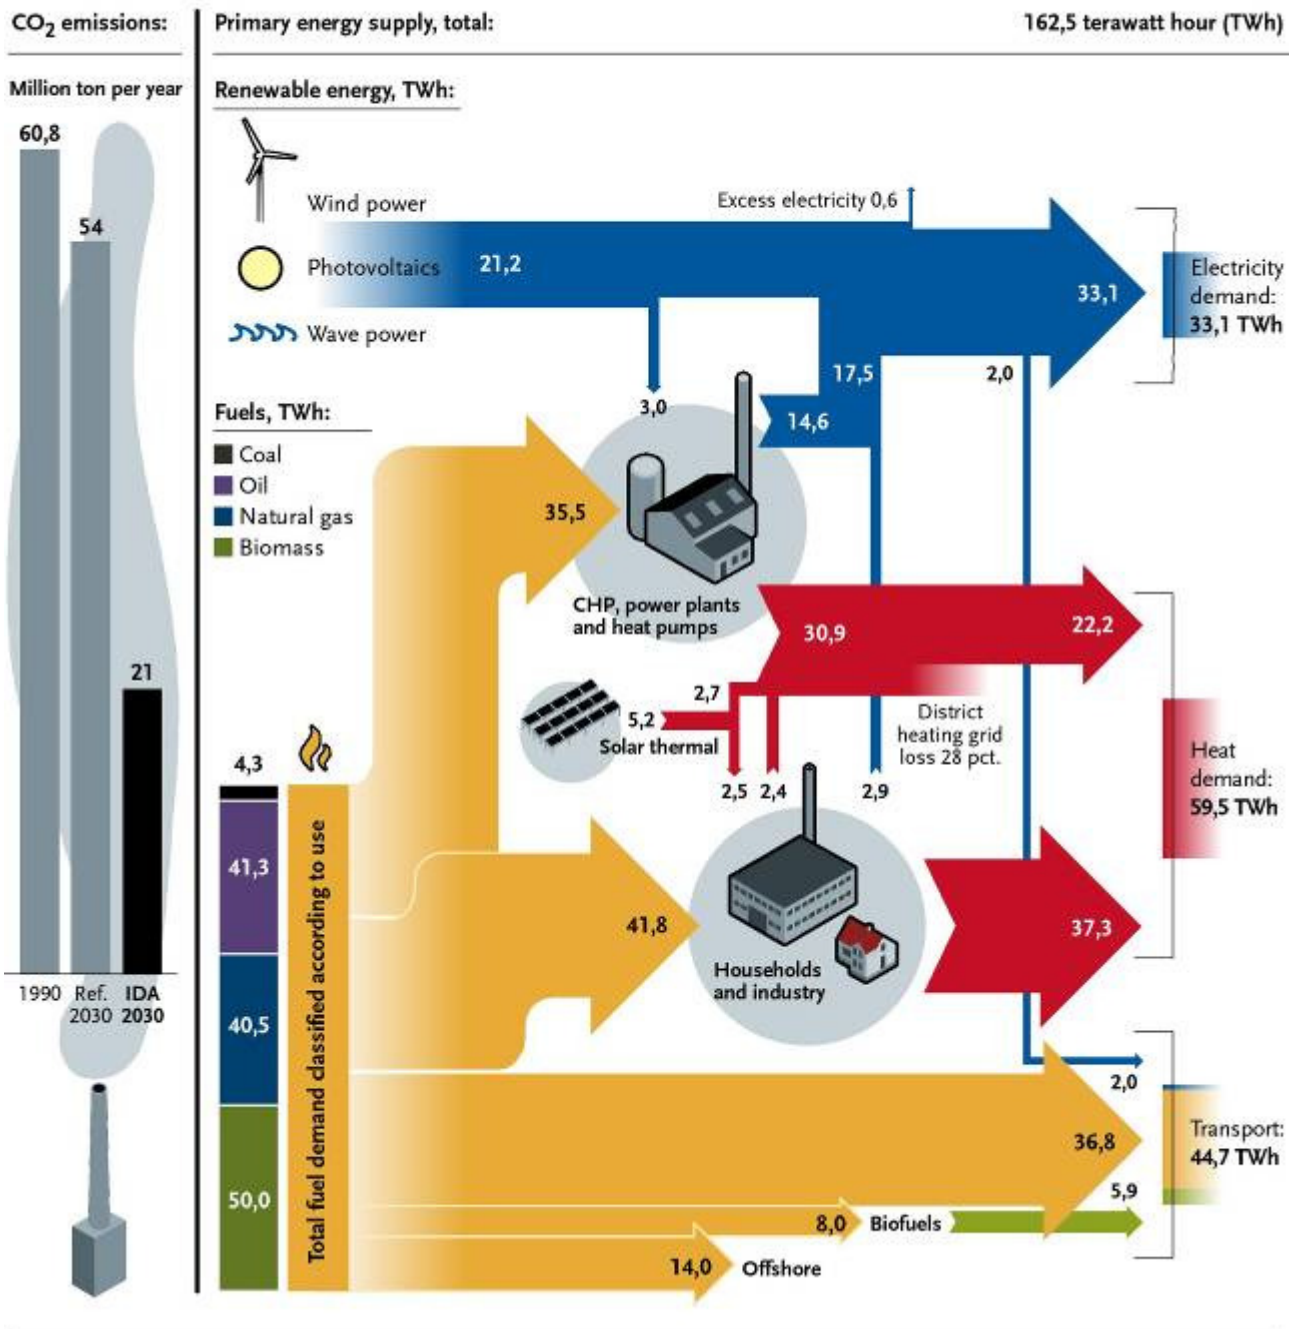 CO2 emissions:
Million ton per year
60,8
54
21
1990
Ref.
2030
IDA
2030
Primary energy supply, total:
162,5 terawatt hour (TWh)
Renewable energy, TWh:
Wind power
Photovoltaics
Wave power
21,2
Excess electricity 0,6
33,1
Electricity
demand:
33,1 TWh
3,0
17,5
14,6
2,0
Fuels, TWh:
Coal
Oil
Natural gas
Biomass
35,5
CHP, power plants
and heat pumps
30,9
22,2
2,7
5,2
Solar thermal
District
heating grid
loss 28 pct.
2,5
2,4
2,9
Heat
demand:
59,5 TWh
4,3
41,3
40,5
50,0
Total fuel demand classified according to use
41,8
Households
and industry
37,3
2,0
36,8
Transport:
44,7 TWh
5,9
8,0
Biofuels
14,0
Offshore